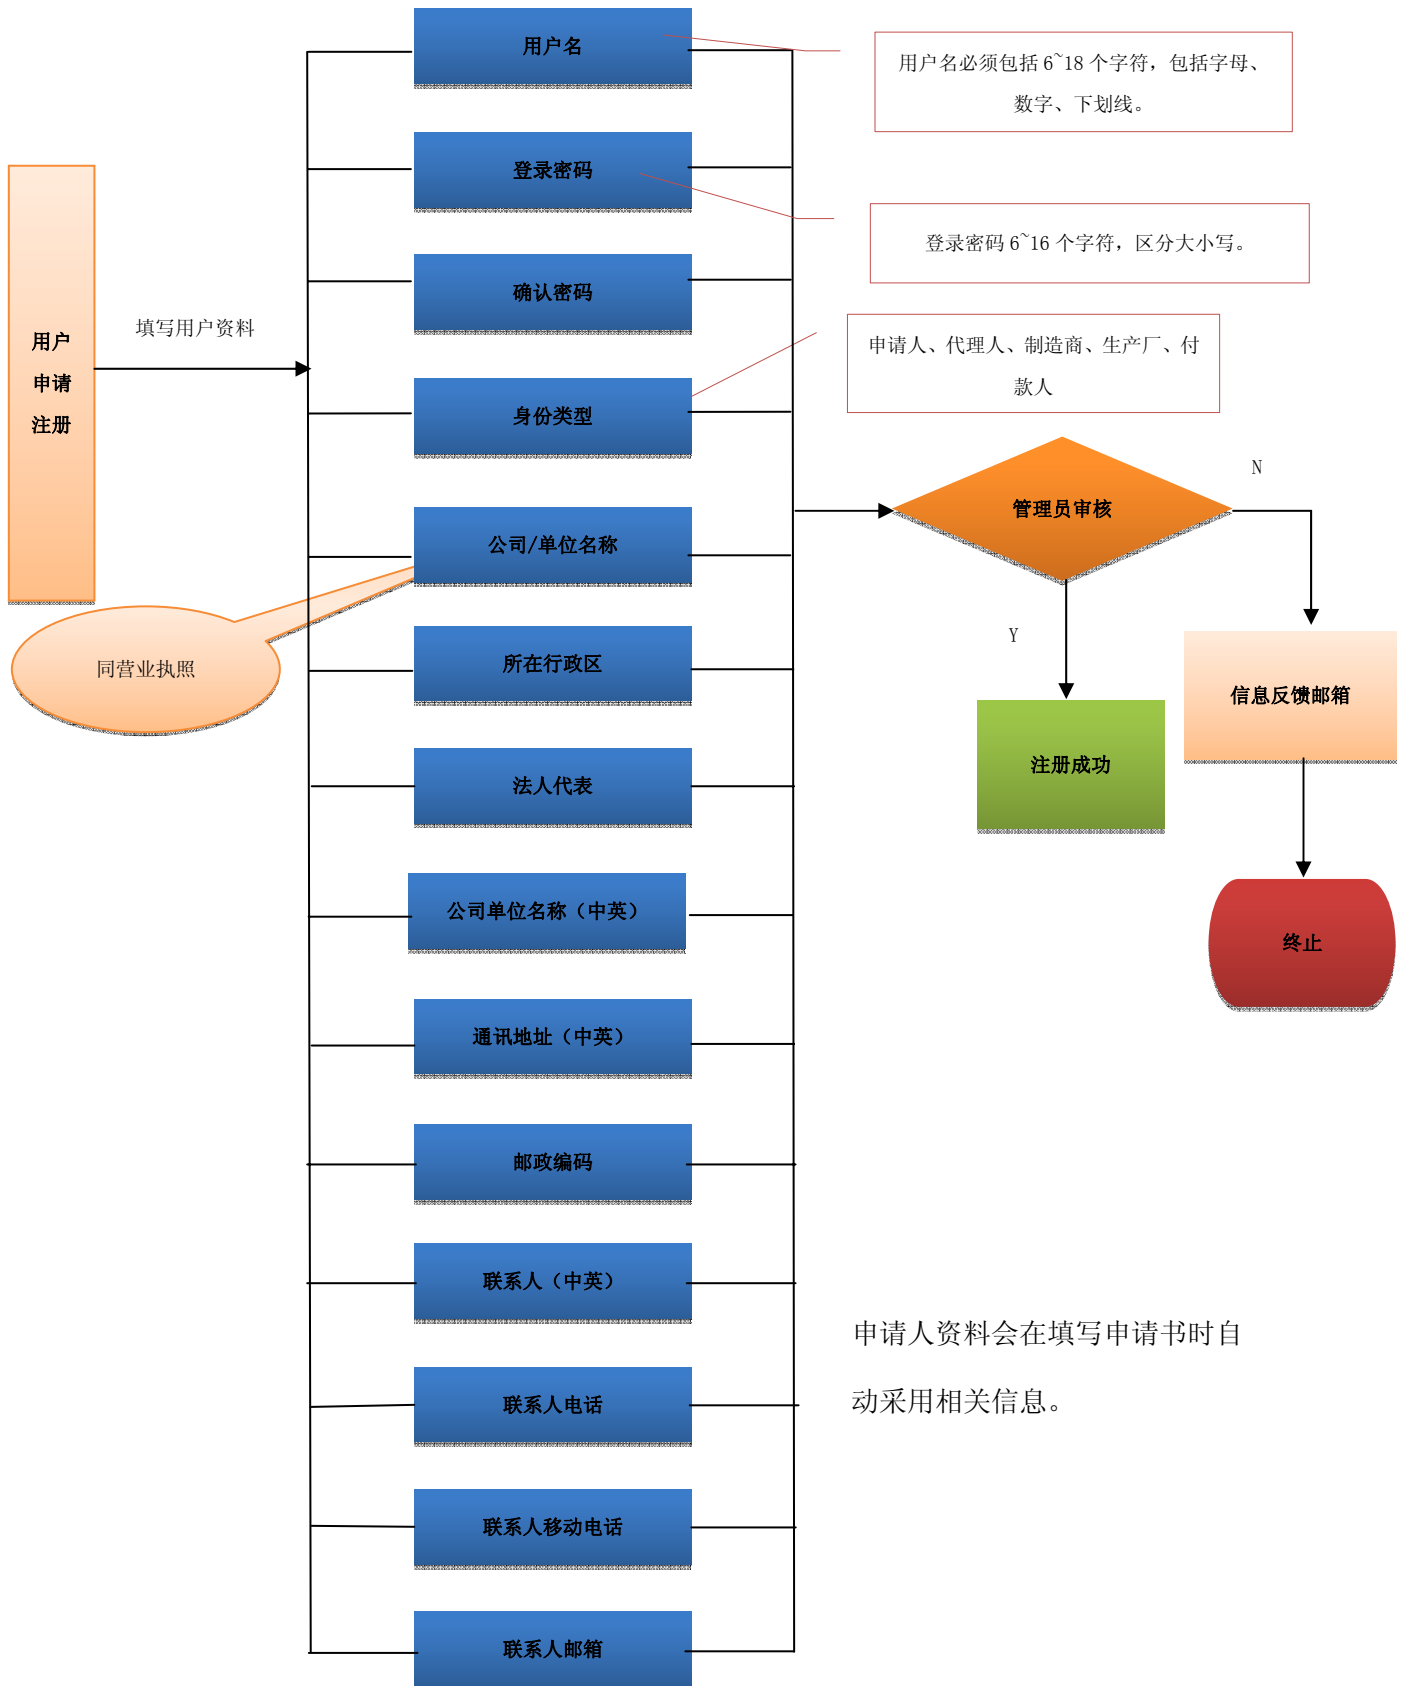 用户名
用户名必须包括 6~18 个字符，包括字母、
数字、下划线。
登录密码
登录密码 6~16 个字符，区分大小写。
确认密码
用户
申请
注册
填写用户资料
身份类型
申请人、代理人、制造商、生产厂、付
款人
管理员审核
N
Y
公司/单位名称
同营业执照
所在行政区
信息反馈邮箱
注册成功
法人代表
公司单位名称（中英）
终止
通讯地址（中英）
邮政编码
联系人（中英）
申请人资料会在填写申请书时自
动采用相关信息。
联系人电话
联系人移动电话
联系人邮箱